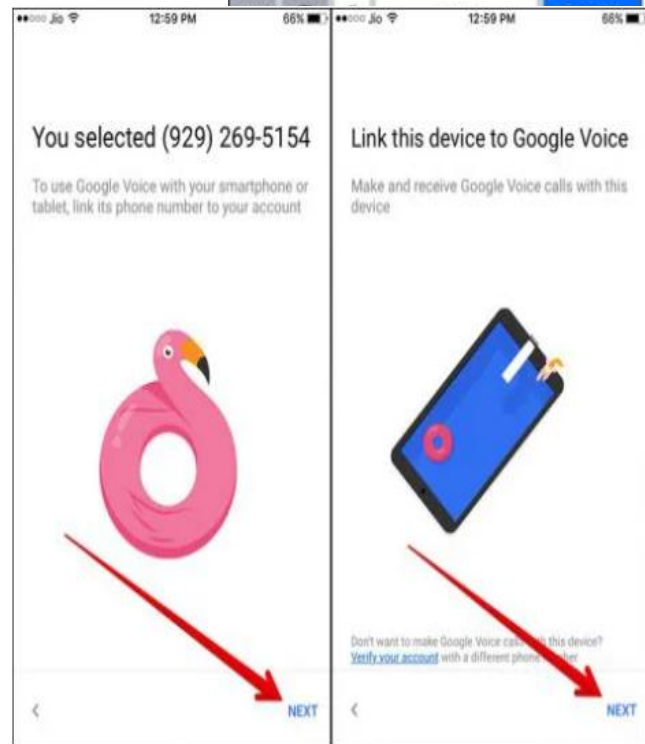 ●●○○○ Jio 12:59 PM 66%
You selected (929) 269-5154
To use Google Voice with your smartphone or
tablet, link its phone number to your account
NEXT
●●○○○ Jio 12:59 PM 66%
Link this device to Google Voice
Make and receive Google Voice calls with this
device
Don't want to make Google Voice calls with this device?
Verify your account with a different phone number
NEXT